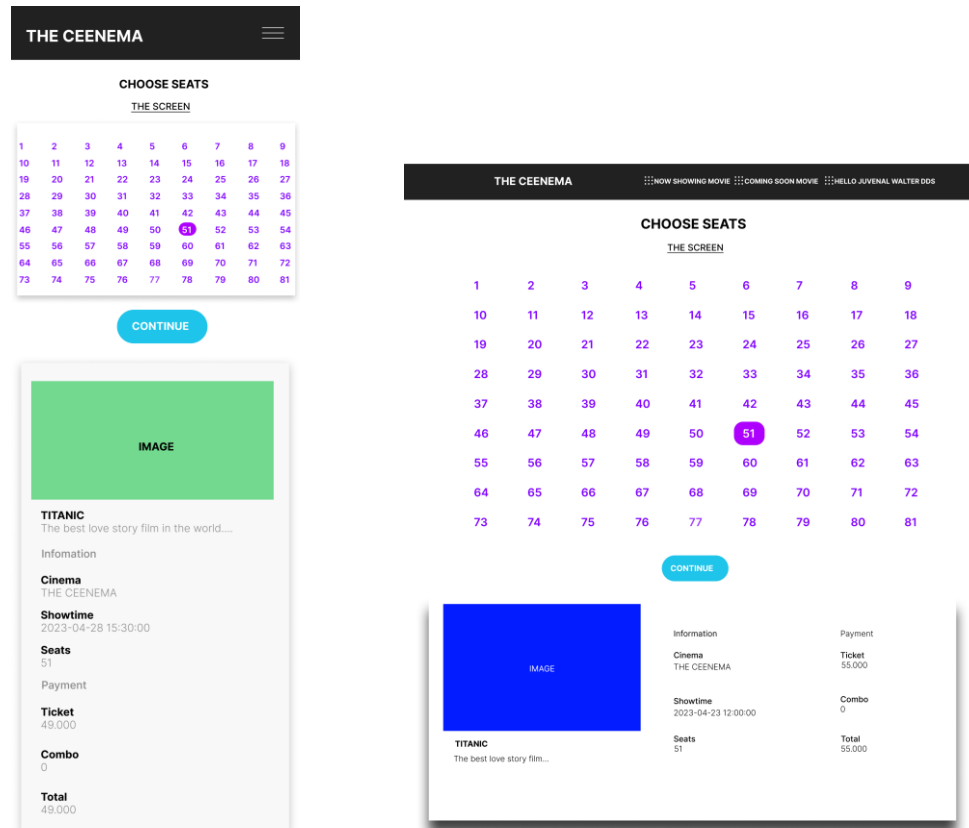 THE CEENEMA
CHOOSE SEATS
THE SCREEN
1 2 3 4 5 6 7 8 9
10 11 12 13 14 15 16 17 18
19 20 21 22 23 24 25 26 27
28 29 30 31 32 33 34 35 36
37 38 39 40 41 42 43 44 45
46 47 48 49 50 51 52 53 54
55 56 57 58 59 60 61 62 63
64 65 66 67 68 69 70 71 72
73 74 75 76 77 78 79 80 81
CONTINUE
IMAGE
TITANIC
The best love story film in the world....
Infomation
Cinema
THE CEENEMA
Showtime
2023-04-28 15:30:00
Seats
51
Payment
Ticket
49.000
Combo
0
Total
49.000
THE CEENEMA NOW SHOWING MOVIE COMING SOON MOVIE HELLO JUVENAL WALTER DDS
CHOOSE SEATS
THE SCREEN
1 2 3 4 5 6 7 8 9
10 11 12 13 14 15 16 17 18
19 20 21 22 23 24 25 26 27
28 29 30 31 32 33 34 35 36
37 38 39 40 41 42 43 44 45
46 47 48 49 50 51 52 53 54
55 56 57 58 59 60 61 62 63
64 65 66 67 68 69 70 71 72
73 74 75 76 77 78 79 80 81
CONTINUE
IMAGE
TITANIC
The best love story film...
Information
Cinema
THE CEENEMA
Showtime
2023-04-23 12:00:00
Seats
51
Payment
Ticket
55.000
Combo
0
Total
55.000